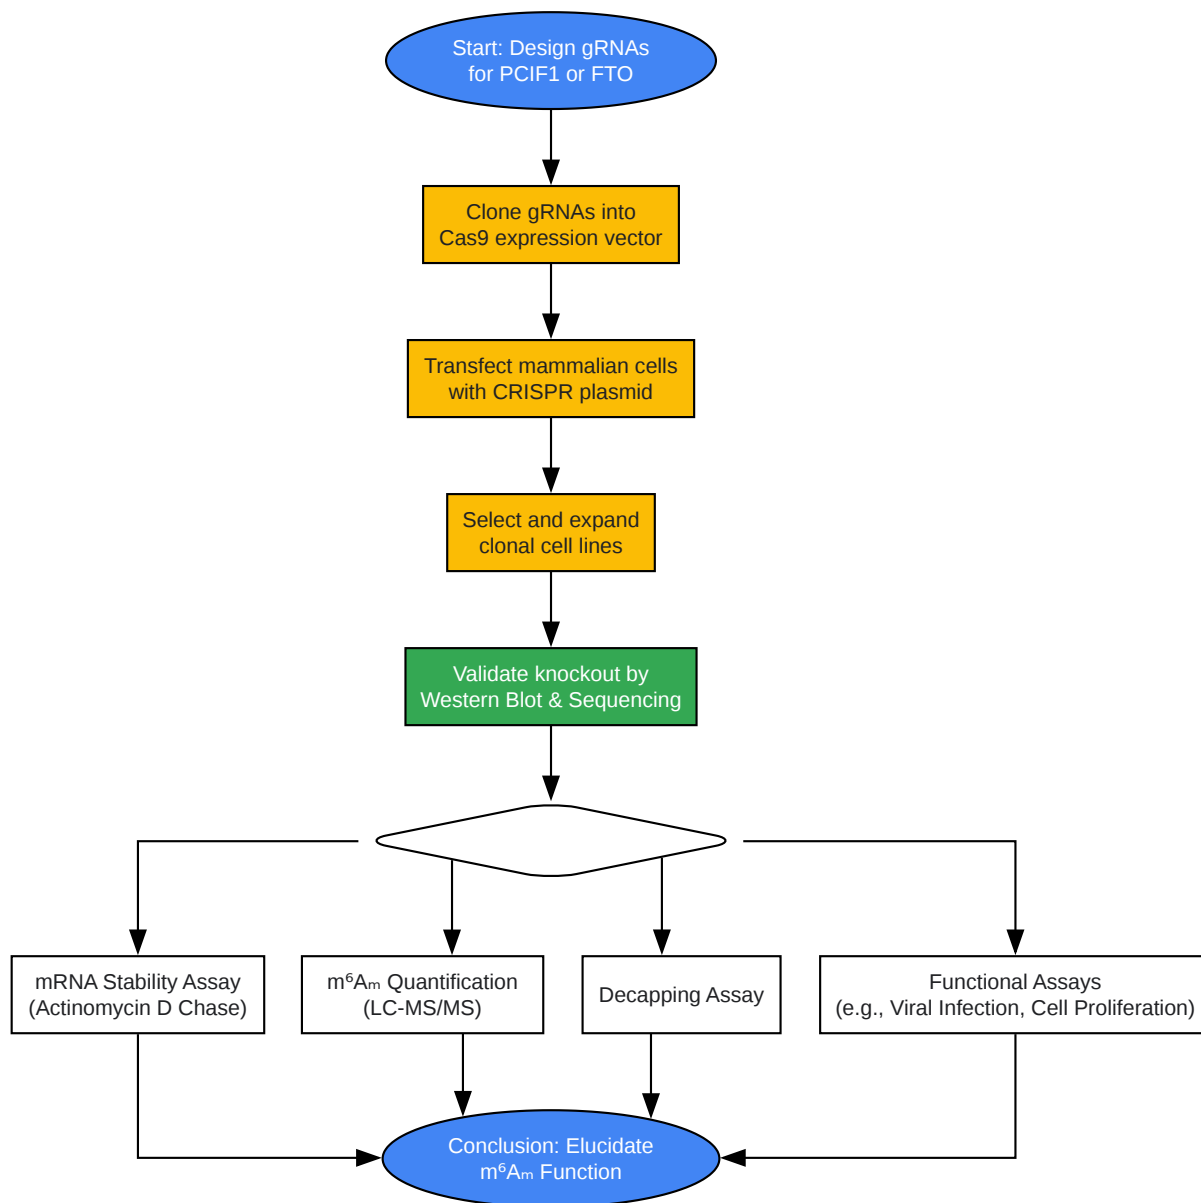 Start: Design gRNAs
for PCIF1 or FTO
Clone gRNAs into
Cas9 expression vector
Transfect mammalian cells
with CRISPR plasmid
Select and expand
clonal cell lines
Validate knockout by
Western Blot & Sequencing
mRNA Stability Assay
(Actinomycin D Chase)
m⁶Aₘ Quantification
(LC-MS/MS)
Decapping Assay
Functional Assays
(e.g., Viral Infection, Cell Proliferation)
Conclusion: Elucidate
m⁶Aₘ Function